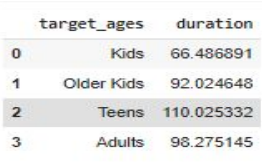 target_ages duration
0 Kids 66.486891
1 Older Kids 92.024648
2 Teens 110.025332
3 Adults 98.275145